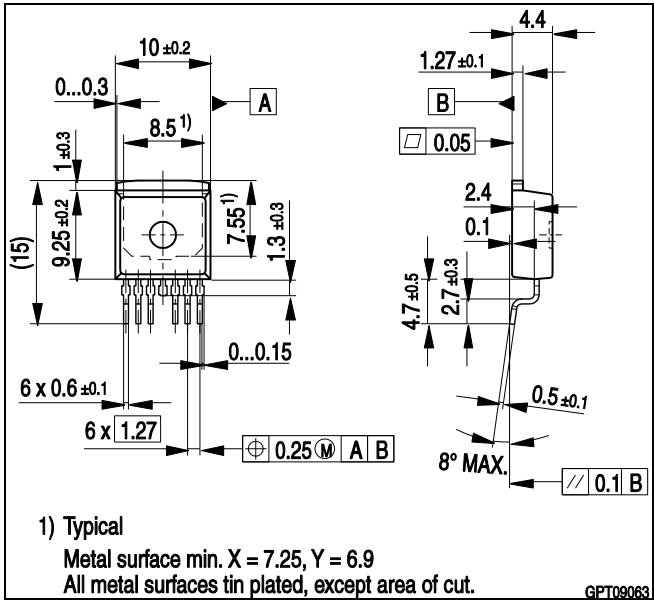 4.4
10 ±0.2
1.27 ±0.1
0...0.3
A
B
8.5 1)
0.05
1 ±0.3
7.55 1)
2.4
1.3 ±0.3
0.1
(15)
9.25 ±0.2
4.7 ±0.5
2.7 ±0.3
0...0.15
6 x 0.6 ±0.1
0.5 ±0.1
6 x 1.27
0.25 Ⓜ A B
8° MAX.
// 0.1 B
1) Typical
Metal surface min. X = 7.25, Y = 6.9
All metal surfaces tin plated, except area of cut.
GPT09063